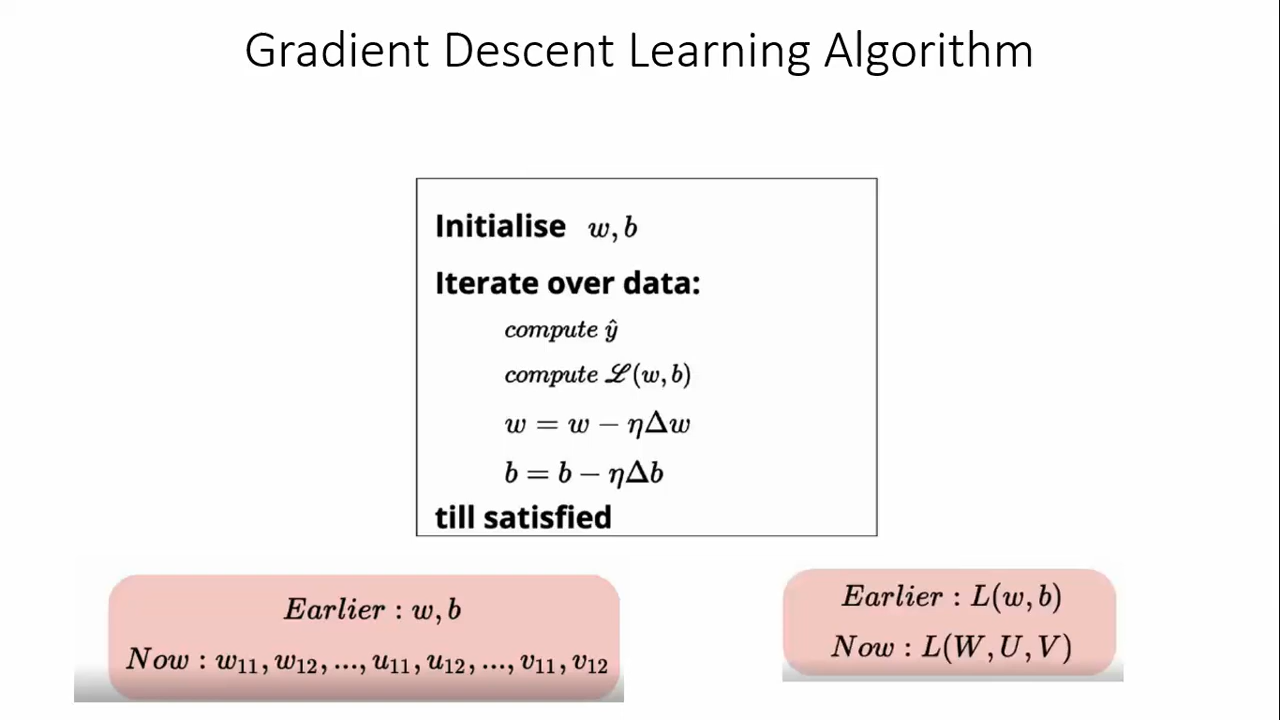 Gradient Descent Learning Algorithm
Initialise w, b
Iterate over data:
compute ŷ
compute ℒ(w, b)
w = w − ηΔw
b = b − ηΔb
till satisfied
Earlier : w, b
Now : w₁₁, w₁₂, ..., u₁₁, u₁₂, ..., v₁₁, v₁₂
Earlier : L(w, b)
Now : L(W, U, V)